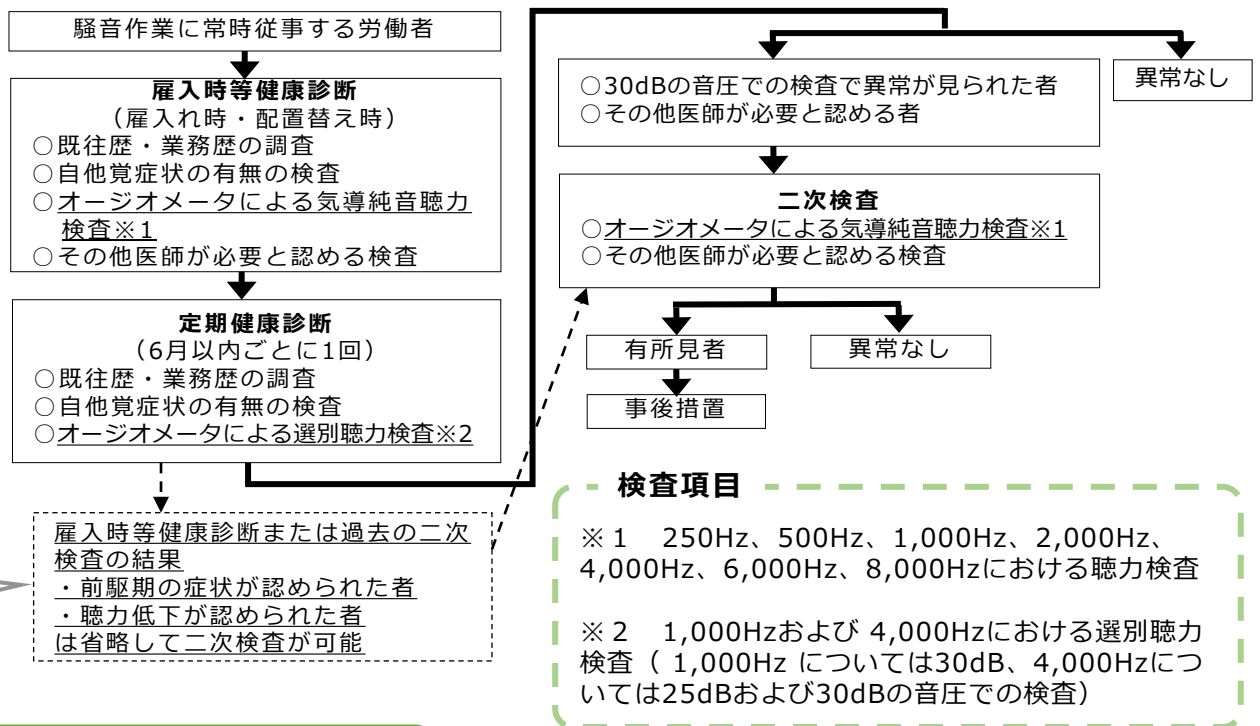 騒音作業に常時従事する労働者
雇入時等健康診断
（雇入れ時・配置替え時）
○既往歴・業務歴の調査
○自他覚症状の有無の検査
○オージオメータによる気導純音聴力
検査※1
○その他医師が必要と認める検査
定期健康診断
（6月以内ごとに1回）
○既往歴・業務歴の調査
○自他覚症状の有無の検査
○オージオメータによる選別聴力検査※2
雇入時等健康診断または過去の二次
検査の結果
・前駆期の症状が認められた者
・聴力低下が認められた者
は省略して二次検査が可能
○30dBの音圧での検査で異常が見られた者
○その他医師が必要と認める者
異常なし
二次検査
○オージオメータによる気導純音聴力検査※1
○その他医師が必要と認める検査
有所見者
異常なし
事後措置
検査項目
※１　250Hz、500Hz、1,000Hz、2,000Hz、
4,000Hz、6,000Hz、8,000Hzにおける聴力検査
※２　1,000Hzおよび 4,000Hzにおける選別聴力
検査（ 1,000Hz については30dB、4,000Hzにつ
いては25dBおよび30dBの音圧での検査）